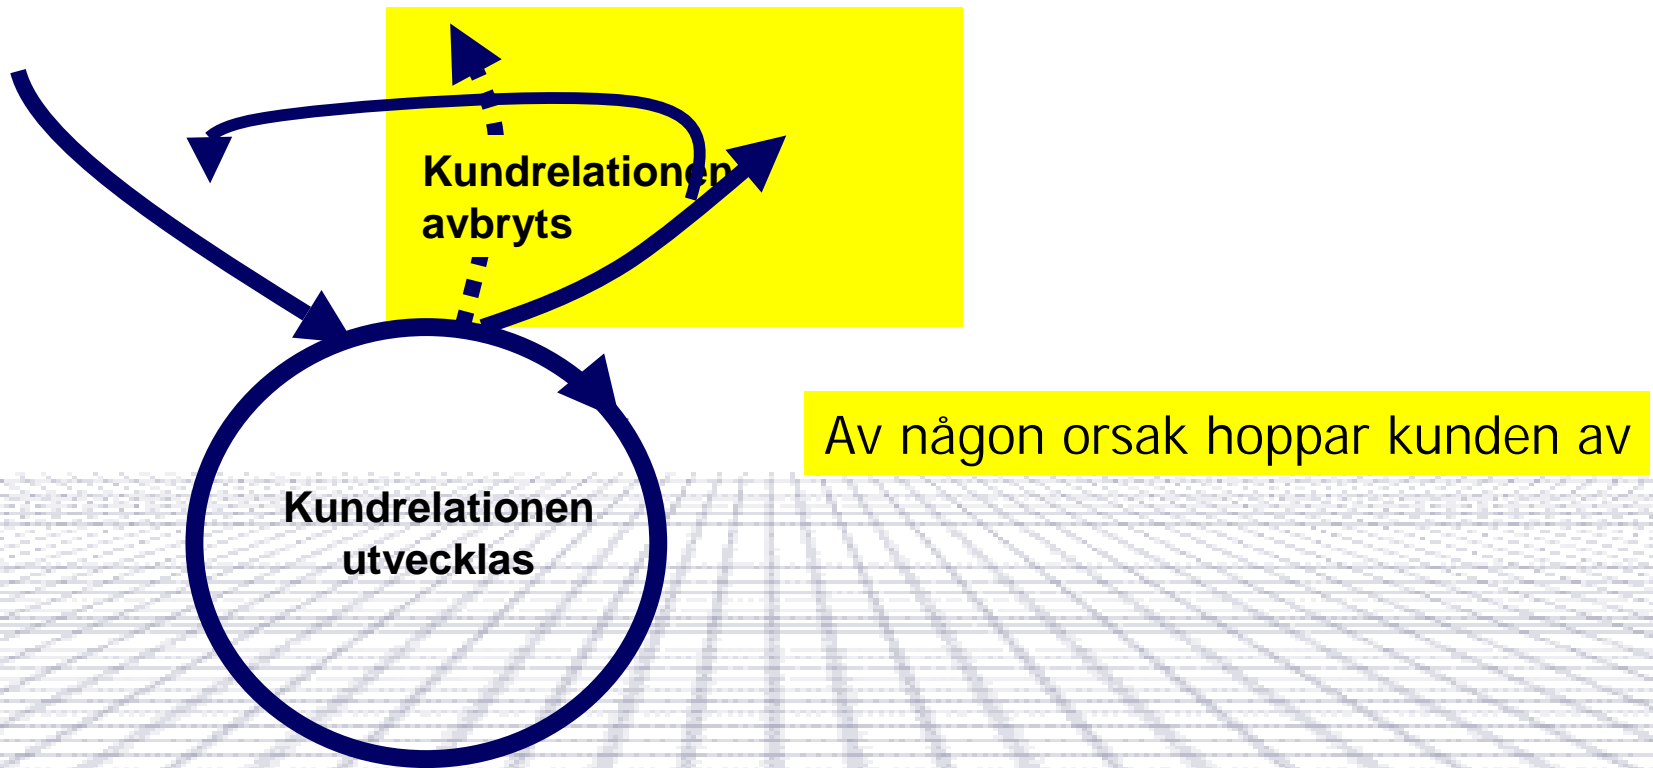 Kundrelationen
avbryts
Av någon orsak hoppar kunden av
Kundrelationen
utvecklas